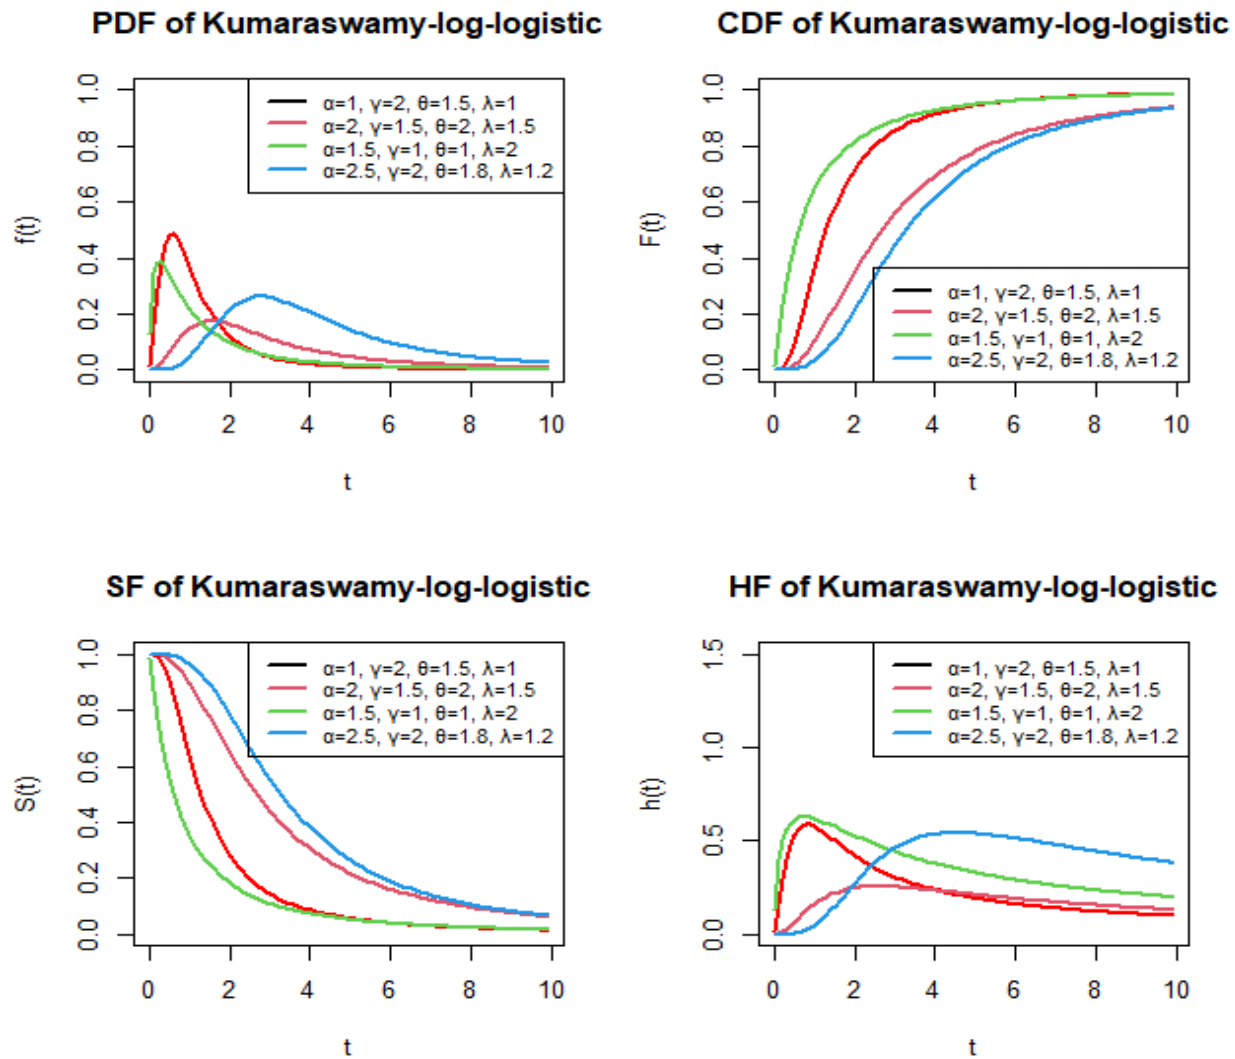 PDF of Kumaraswamy-log-logistic
f(t)
1.0
0.8
0.6
0.4
0.2
0.0
α=1, γ=2, θ=1.5, λ=1
α=2, γ=1.5, θ=2, λ=1.5
α=1.5, γ=1, θ=1, λ=2
α=2.5, γ=2, θ=1.8, λ=1.2
0 2 4 6 8 10
t
CDF of Kumaraswamy-log-logistic
F(t)
1.0
0.8
0.6
0.4
0.2
0.0
α=1, γ=2, θ=1.5, λ=1
α=2, γ=1.5, θ=2, λ=1.5
α=1.5, γ=1, θ=1, λ=2
α=2.5, γ=2, θ=1.8, λ=1.2
0 2 4 6 8 10
t
SF of Kumaraswamy-log-logistic
S(t)
1.0
0.8
0.6
0.4
0.2
0.0
α=1, γ=2, θ=1.5, λ=1
α=2, γ=1.5, θ=2, λ=1.5
α=1.5, γ=1, θ=1, λ=2
α=2.5, γ=2, θ=1.8, λ=1.2
0 2 4 6 8 10
t
HF of Kumaraswamy-log-logistic
h(t)
1.5
1.0
0.5
0.0
α=1, γ=2, θ=1.5, λ=1
α=2, γ=1.5, θ=2, λ=1.5
α=1.5, γ=1, θ=1, λ=2
α=2.5, γ=2, θ=1.8, λ=1.2
0 2 4 6 8 10
t